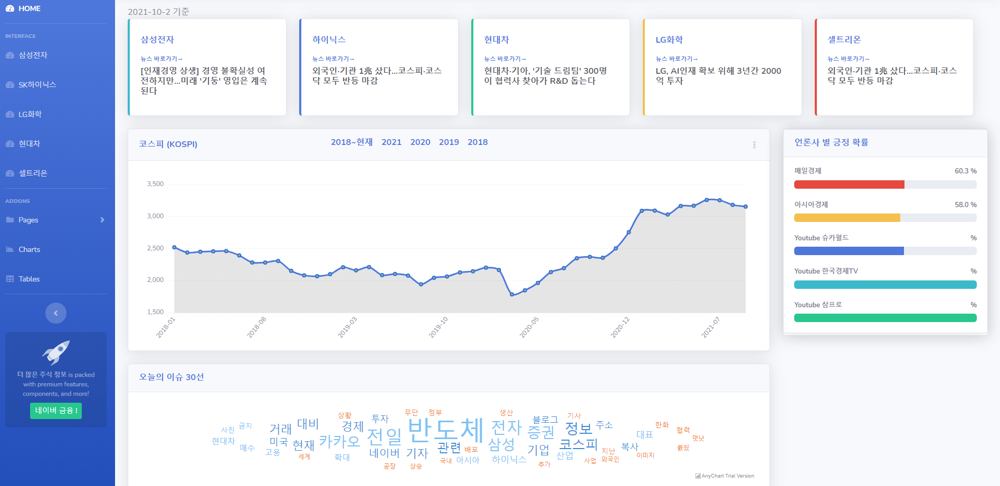 HOME
INTERFACE
삼성전자
SK하이닉스
LG화학
현대차
셀트리온
ADDONS
Pages
Charts
Tables
더 많은 주식 정보 is packed
with premium features,
components, and more!
네이버 금융 !
2021-10-2 기준
삼성전자
뉴스 바로가기→
[인재경영 상생] 경영 불확실성 여
전하지만...미래 '기둥' 영입은 계속
된다
하이닉스
뉴스 바로가기→
외국인·기관 1兆 샀다...코스피·코스
닥 모두 반등 마감
현대차
뉴스 바로가기→
현대차·기아, '기술 드림팀' 300명
이 협력사 찾아가 R&D 돕는다
LG화학
뉴스 바로가기→
LG, AI인재 확보 위해 3년간 2000
억 투자
셀트리온
뉴스 바로가기→
외국인·기관 1兆 샀다...코스피·코스
닥 모두 반등 마감
코스피 (KOSPI)
2018~현재 2021 2020 2019 2018
3,500
3,000
2,500
2,000
1,500
2018-01 2018-08 2019-03 2019-10 2020-05 2020-12 2021-07
언론사 별 긍정 확률
매일경제 60.3 %
아시아경제 58.0 %
Youtube 슈카월드 %
Youtube 한국경제TV %
Youtube 삼프로 %
오늘의 이슈 30선
상황 무단 정부 생산 기사
사진 금지 거래 대비 경제 투자 반도체 전자 블로그 정보 주소 한화 협력
현대차 미국 현재 카카오 전일 삼성 증권 코스피 대표 몃낫
매수 고용 세계 확대 네이버 기자 관련 배포 기업 산업 지난 복사 이미지
공장 상승 국내 아시아 하이닉스 추가 사업 외국인
AnyChart Trial Version